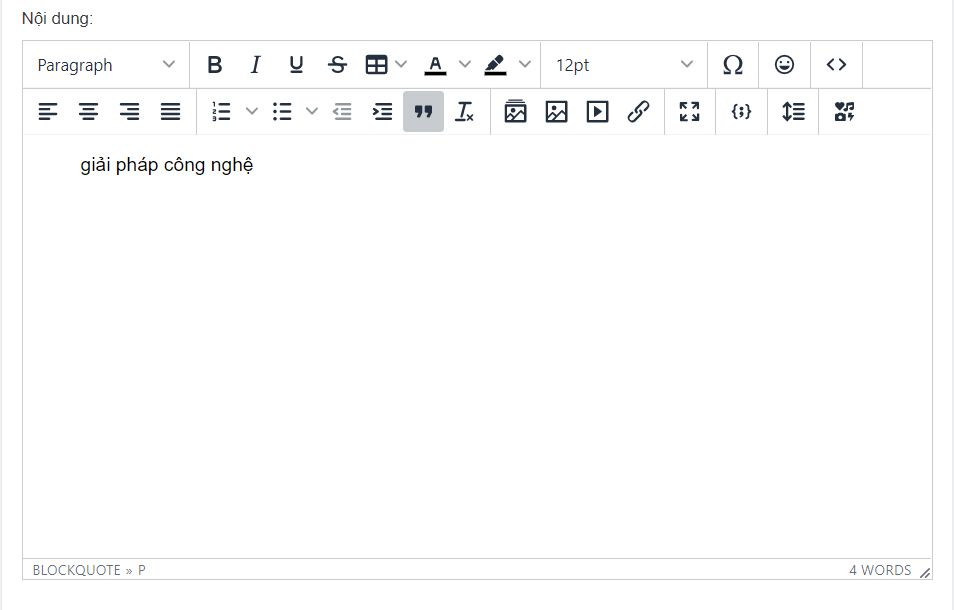 Nội dung:
Paragraph B I U S A 12pt Ω
giải pháp công nghệ
BLOCKQUOTE » P 4 WORDS